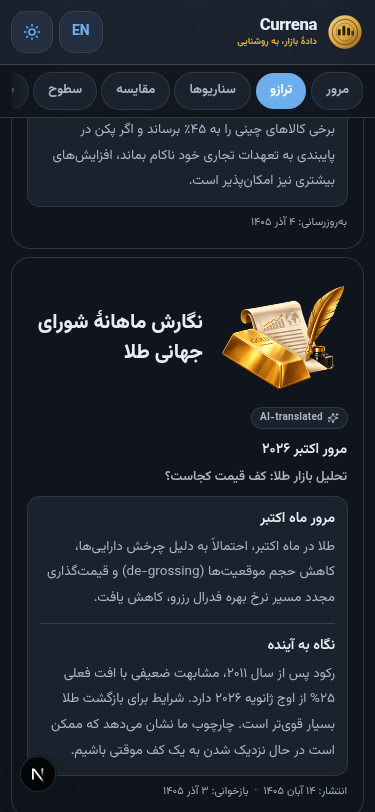 Currena
دادهٔ بازار، به روشنایی
EN
مرور
ترازو
سناریوها
مقایسه
سطوح
برخی کالاهای چینی را به ۴۵٪ برساند و اگر پکن در
پایبندی به تعهدات تجاری خود ناکام بماند، افزایش‌های
بیشتری نیز امکان‌پذیر است.
به‌روزرسانی: ۴ آذر ۱۴۰۵
نگارش ماهانهٔ شورای
جهانی طلا
GOLD
AI-translated
مرور اکتبر ۲۰۲۶
تحلیل بازار طلا: کف قیمت کجاست؟
مرور ماه اکتبر
طلا در ماه اکتبر، احتمالاً به دلیل چرخش دارایی‌ها،
کاهش حجم موقعیت‌ها (de-grossing) و قیمت‌گذاری
مجدد مسیر نرخ بهره فدرال رزرو، کاهش یافت.
نگاه به آینده
رکود پس از سال ۲۰۱۱، مشابهت ضعیفی با افت فعلی
۲۵% از اوج ژانویه ۲۰۲۶ دارد. شرایط برای بازگشت طلا
بسیار قوی‌تر است. چارچوب ما نشان می‌دهد که ممکن
است در حال نزدیک شدن به یک کف موقتی باشیم.
انتشار: ۱۴ آبان ۱۴۰۵ · بازخوانی: ۳ آذر ۱۴۰۵
N